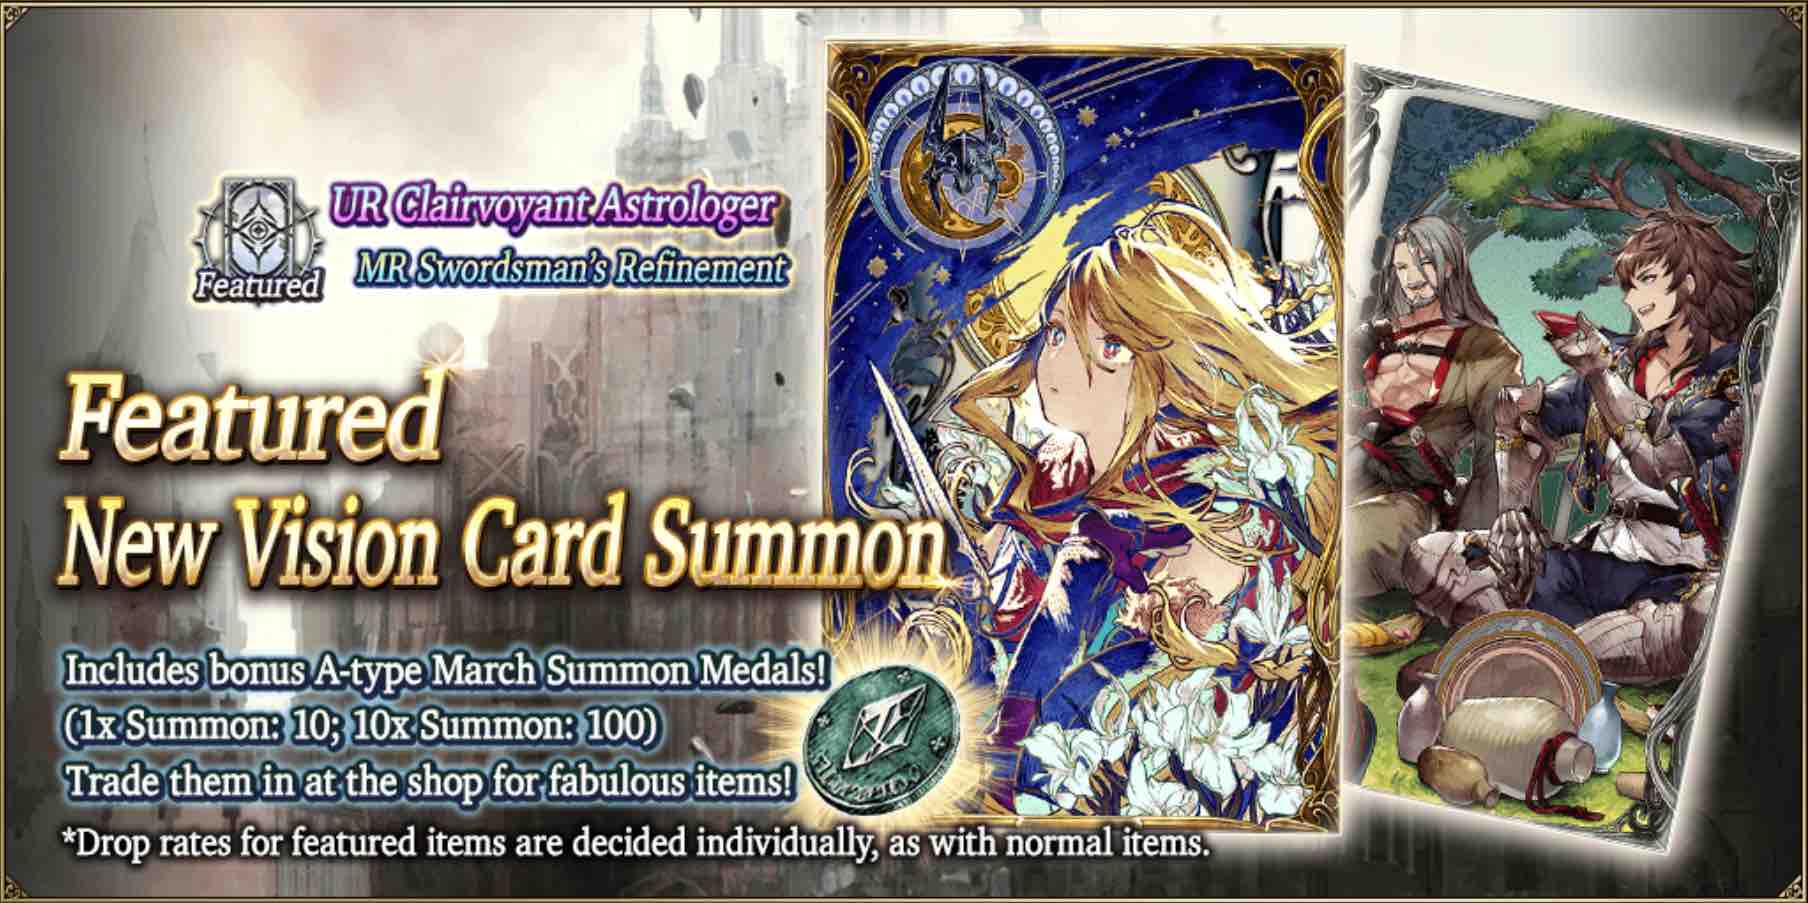 UR Clairvoyant Astrologer
MR Swordsman's Refinement
Featured
Featured
New Vision Card Summon
Includes bonus A-type March Summon Medals!
(1x Summon: 10; 10x Summon: 100)
Trade them in at the shop for fabulous items!
*Drop rates for featured items are decided individually, as with normal items.